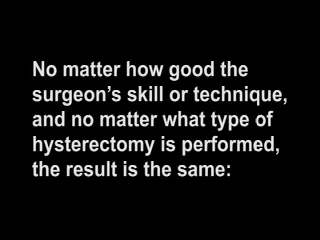 No matter how good the
surgeon’s skill or technique,
and no matter what type of
hysterectomy is performed,
the result is the same: